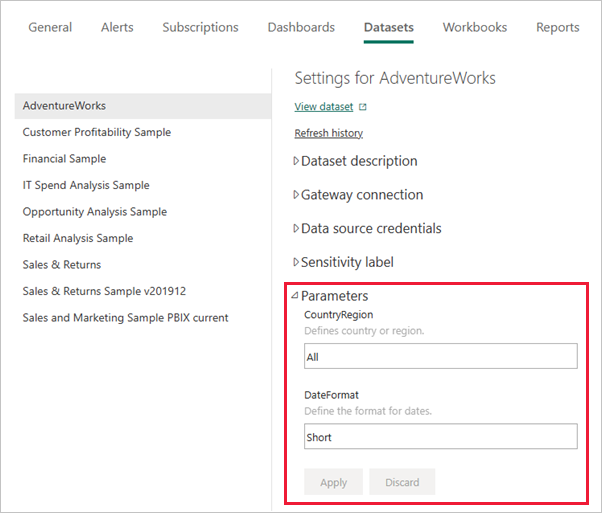 General Alerts Subscriptions Dashboards Datasets Workbooks Reports
AdventureWorks
Customer Profitability Sample
Financial Sample
IT Spend Analysis Sample
Opportunity Analysis Sample
Retail Analysis Sample
Sales & Returns
Sales & Returns Sample v201912
Sales and Marketing Sample PBIX current
Settings for AdventureWorks
View dataset
Refresh history
Dataset description
Gateway connection
Data source credentials
Sensitivity label
Parameters
CountryRegion
Defines country or region.
All
DateFormat
Define the format for dates.
Short
Apply Discard